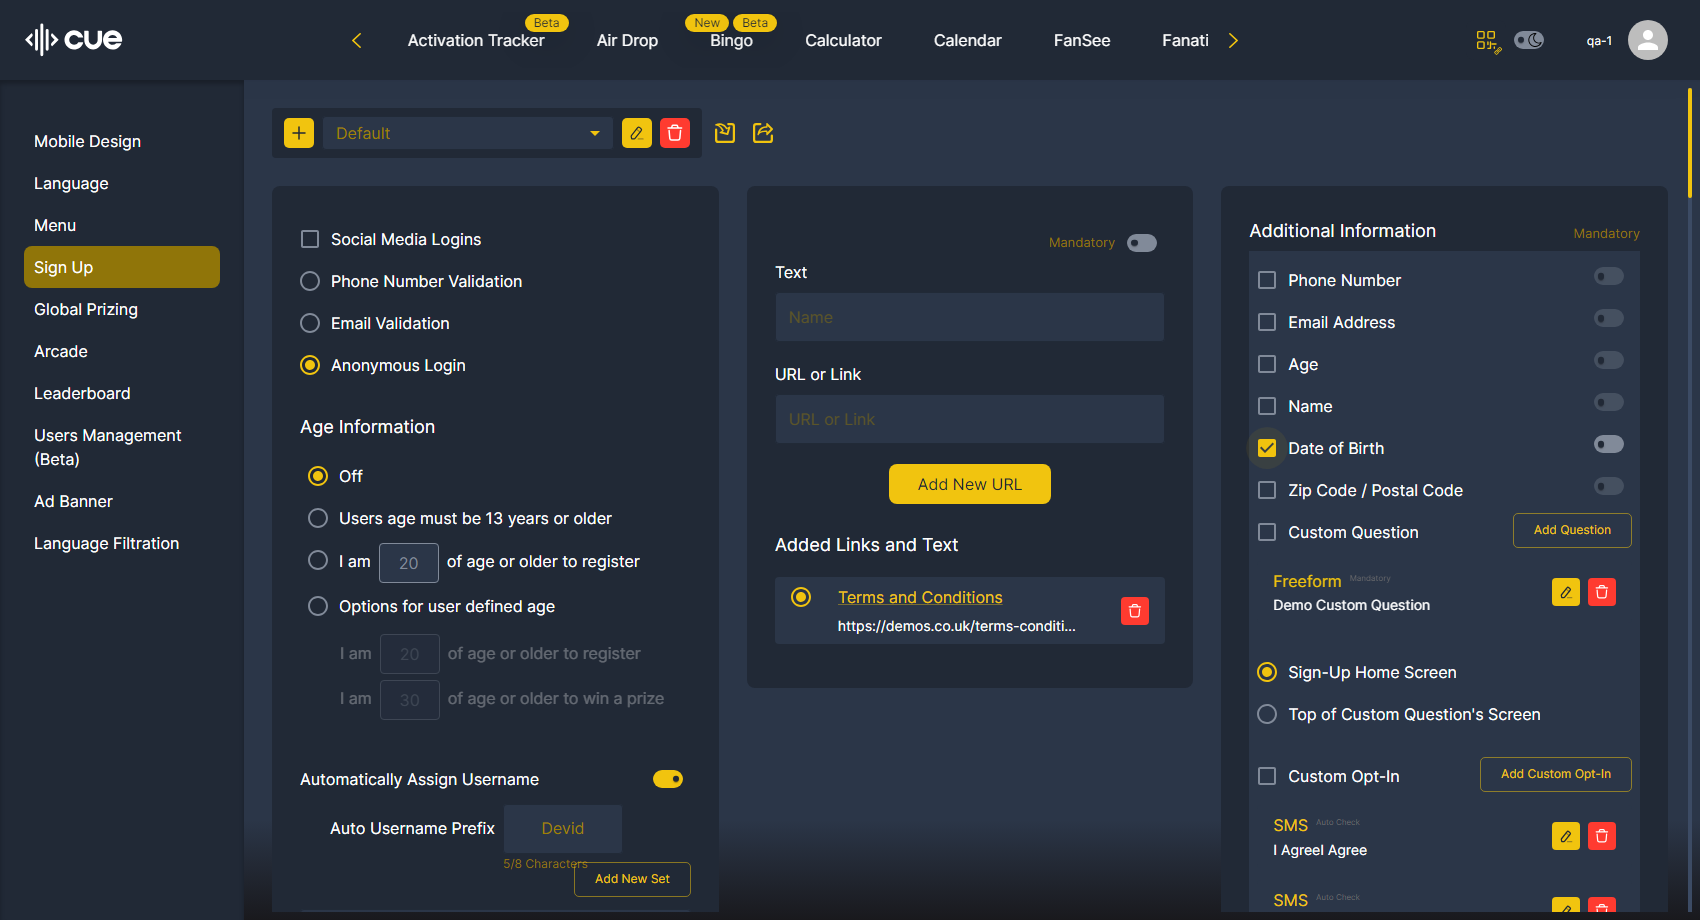 cue
Activation Tracker
Beta
Air Drop
New
Beta
Bingo
Calculator
Calendar
FanSee
Fanati
qa-1
Mobile Design
Language
Menu
Sign Up
Global Prizing
Arcade
Leaderboard
Users Management
(Beta)
Ad Banner
Language Filtration
Default
Social Media Logins
Phone Number Validation
Email Validation
Anonymous Login
Age Information
Off
Users age must be 13 years or older
I am 20 of age or older to register
Options for user defined age
I am 20 of age or older to register
I am 30 of age or older to win a prize
Automatically Assign Username
Auto Username Prefix Devid
5/8 Characters
Add New Set
Mandatory
Text
Name
URL or Link
URL or Link
Add New URL
Added Links and Text
Terms and Conditions
https://demos.co.uk/terms-conditi...
Additional Information Mandatory
Phone Number
Email Address
Age
Name
Date of Birth
Zip Code / Postal Code
Custom Question Add Question
Freeform Mandatory
Demo Custom Question
Sign-Up Home Screen
Top of Custom Question's Screen
Custom Opt-In Add Custom Opt-In
SMS Auto Check
I AgreeI Agree
SMS Auto Check